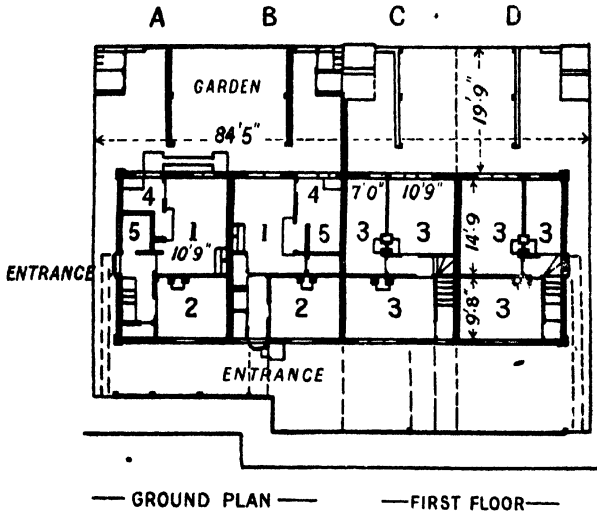 A B C D
GARDEN
19'·9"
84'5"
4 4 7'0" 10'9"
5 1 1 5 3 3 14'·9 3 3
10'9"
ENTRANCE
2 2 3 9'·8" 3
ENTRANCE
GROUND PLAN FIRST FLOOR